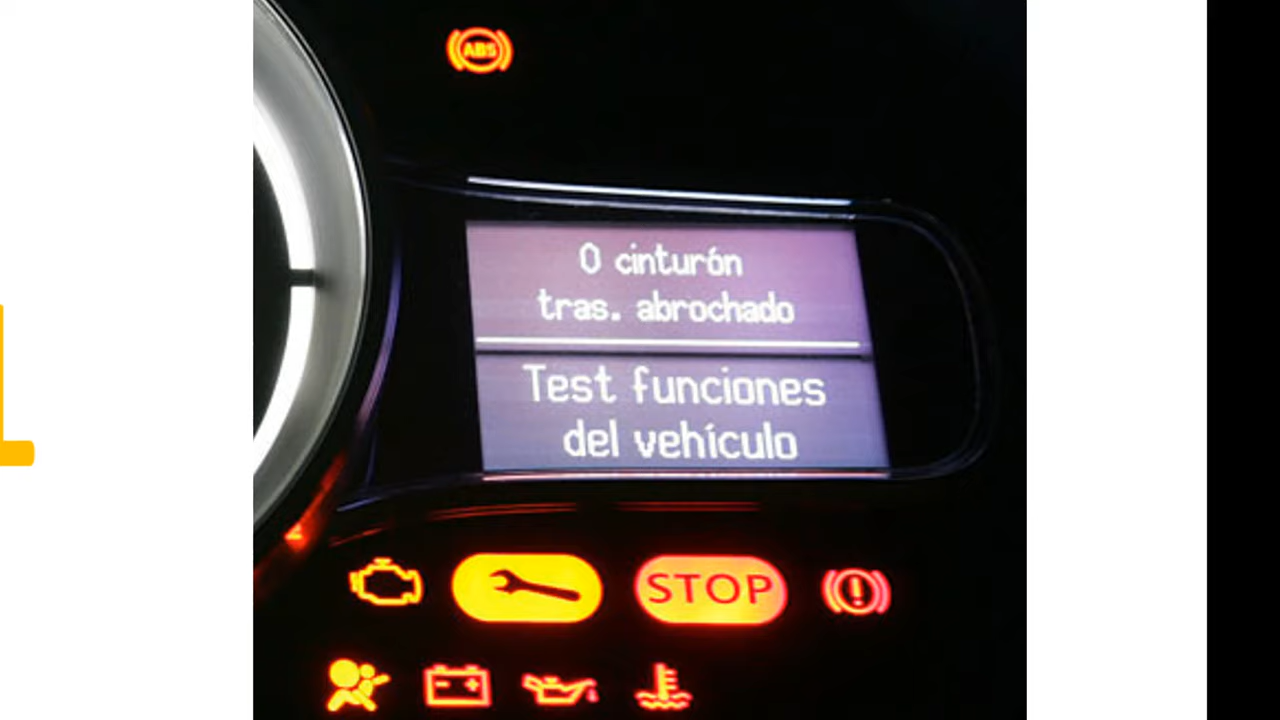 ABS
0 cinturón
tras. abrochado
Test funciones
del vehículo
STOP